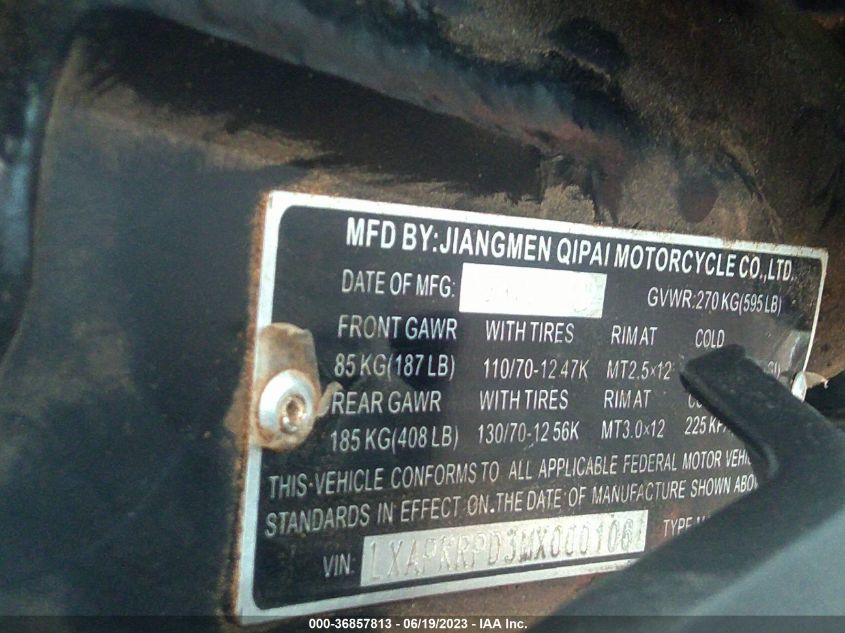 MFD BY:JIANGMEN QIPAI MOTORCYCLE CO.,LTD.
DATE OF MFG:
GVWR:270 KG(595 LB)
FRONT GAWR WITH TIRES RIM AT COLD
85 KG(187 LB) 110/70-12 47K MT2.5×12
REAR GAWR WITH TIRES RIM AT
185 KG(408 LB) 130/70-12 56K MT3.0×12 225
THIS VEHICLE CONFORMS TO ALL APPLICABLE FEDERAL MOTOR
STANDARDS IN EFFECT ON THE DATE OF MANUFACTURE SHOWN
VIN: TYPE
000-36857813 - 06/19/2023 - IAA Inc.